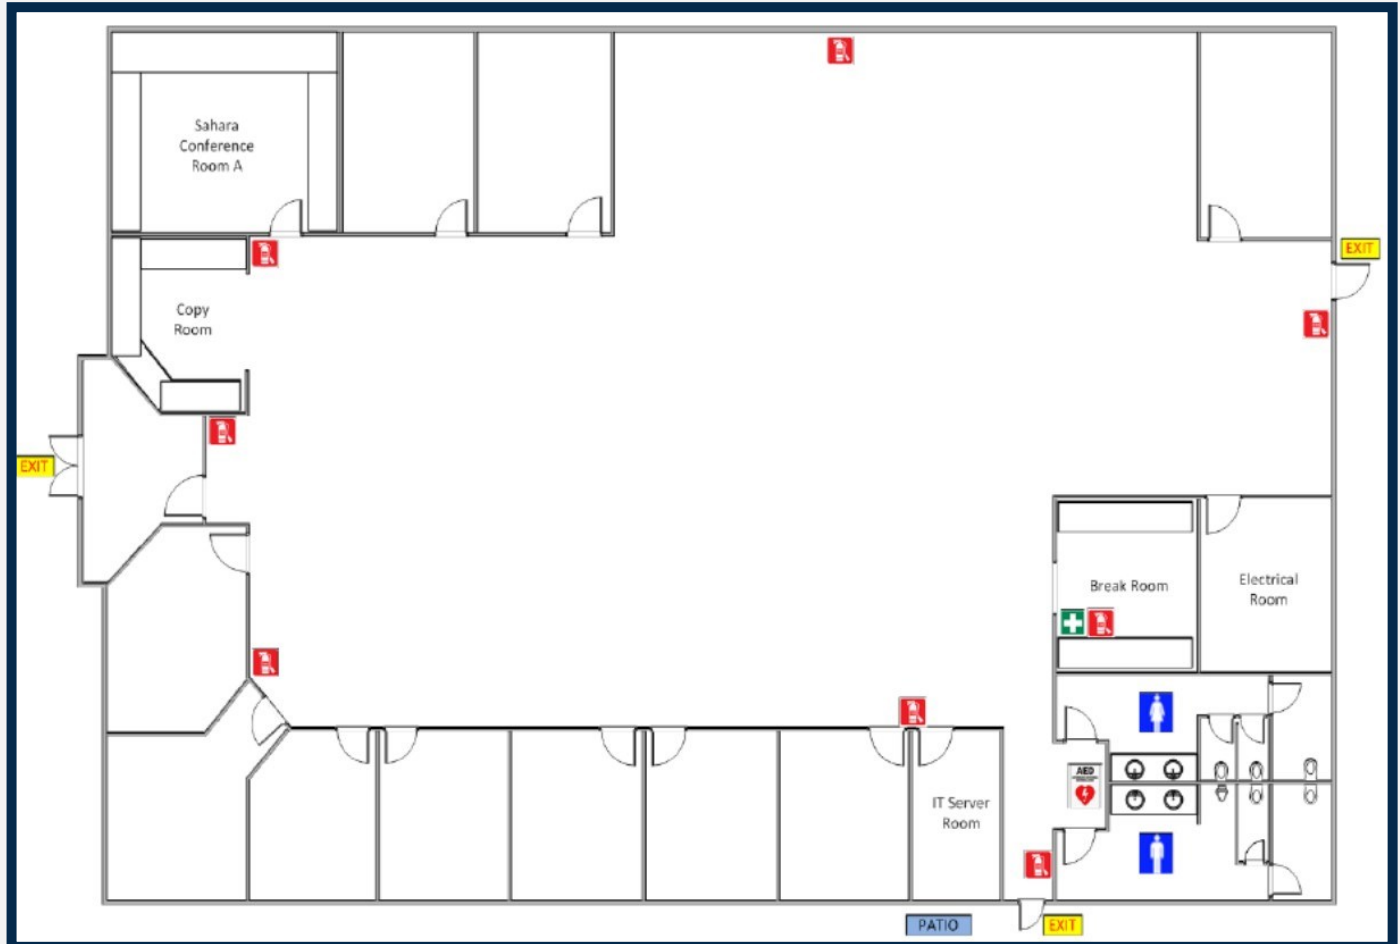 Sahara
Conference
Room A
EXIT
Copy
Room
EXIT
Break Room
Electrical
Room
AED
IT Server
Room
PATIO
EXIT